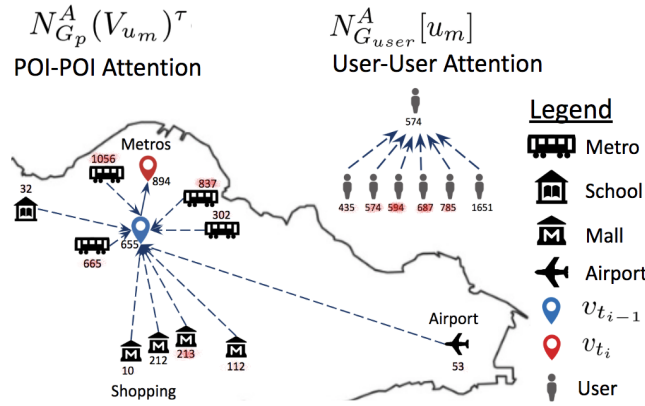 N^A_{G_p}(V_{u_m})^τ
POI-POI Attention
N^A_{G_{user}}[u_m]
User-User Attention
574
435 574 594 687 785 1651
Metros
1056
894
837
32
302
655
665
10
212
213
112
Shopping
Airport
53
Legend
Metro
School
Mall
Airport
v_{t_{i-1}}
v_{t_i}
User